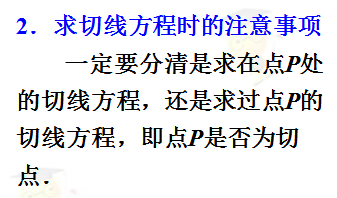 2．求切线方程时的注意事项
一定要分清是求在点P处
的切线方程，还是求过点P的
切线方程，即点P是否为切
点．